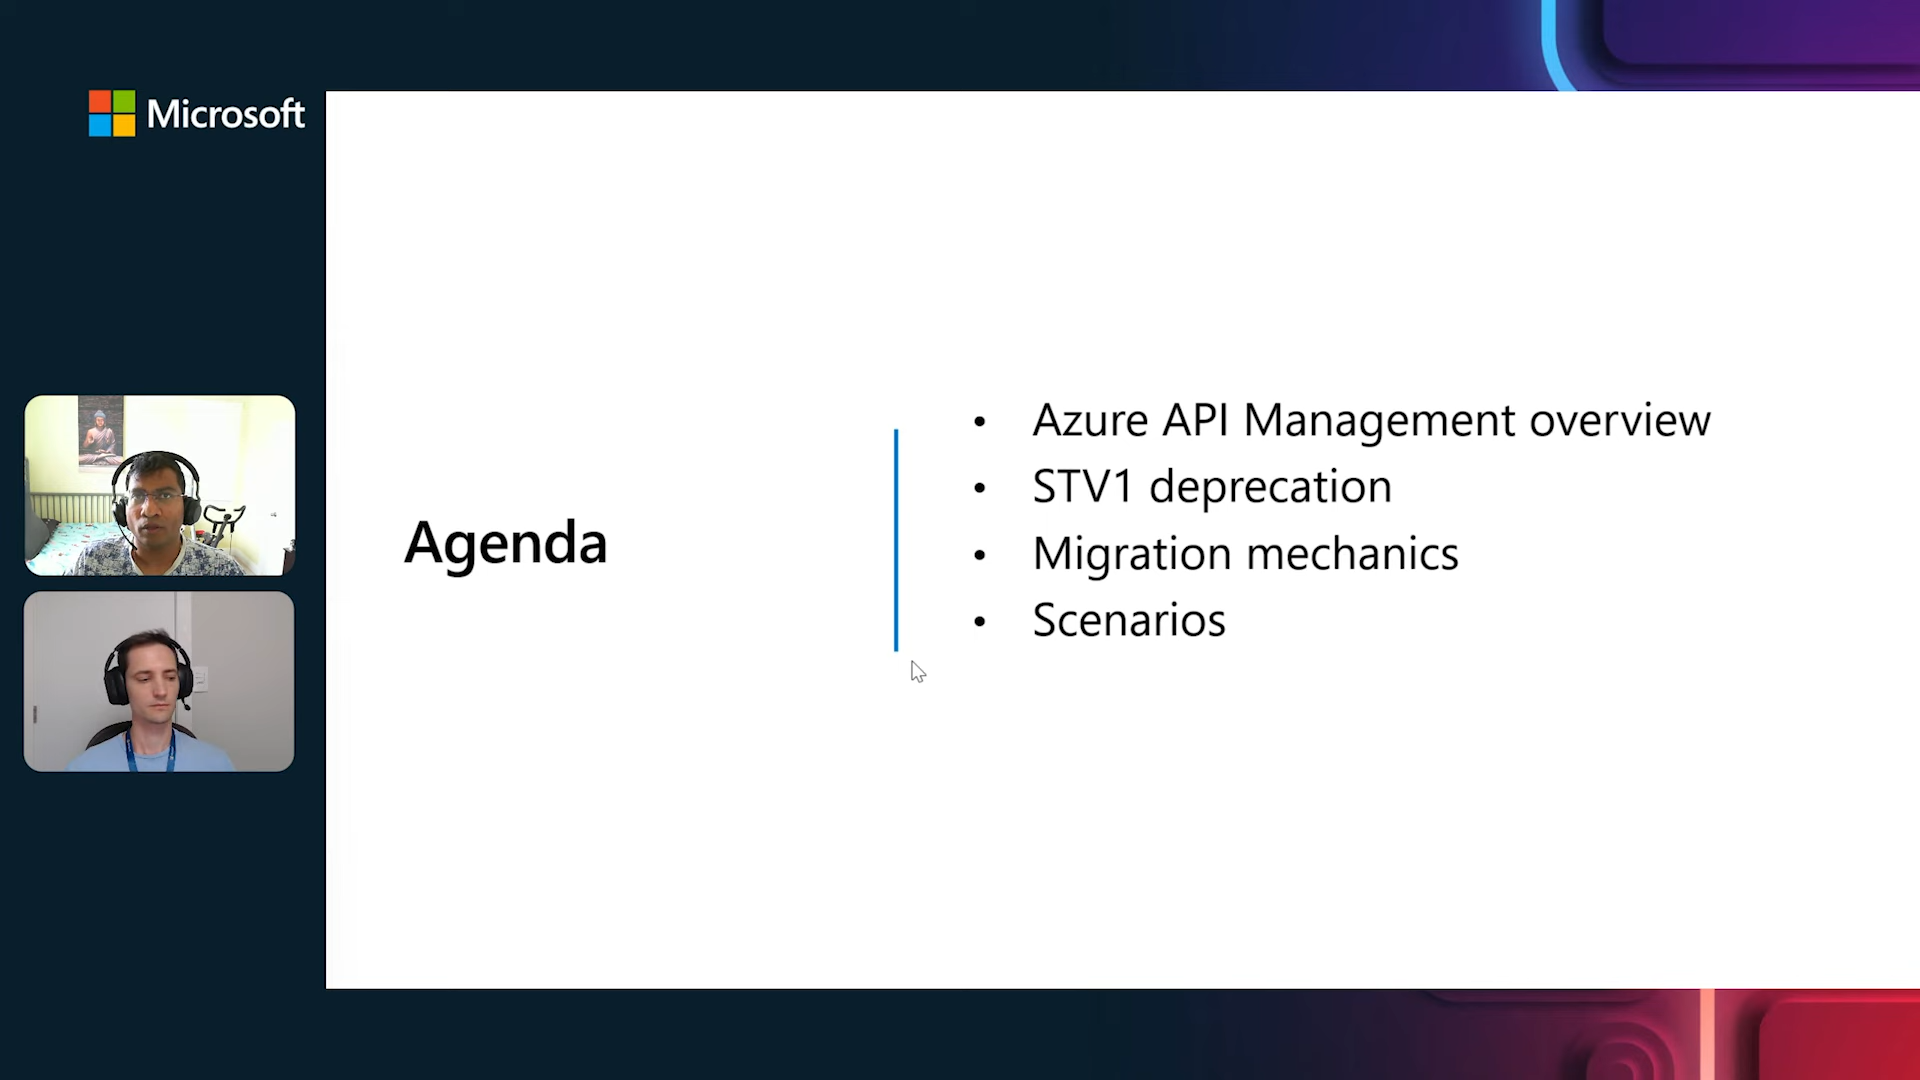 Microsoft
Agenda
• Azure API Management overview
• STV1 deprecation
• Migration mechanics
• Scenarios